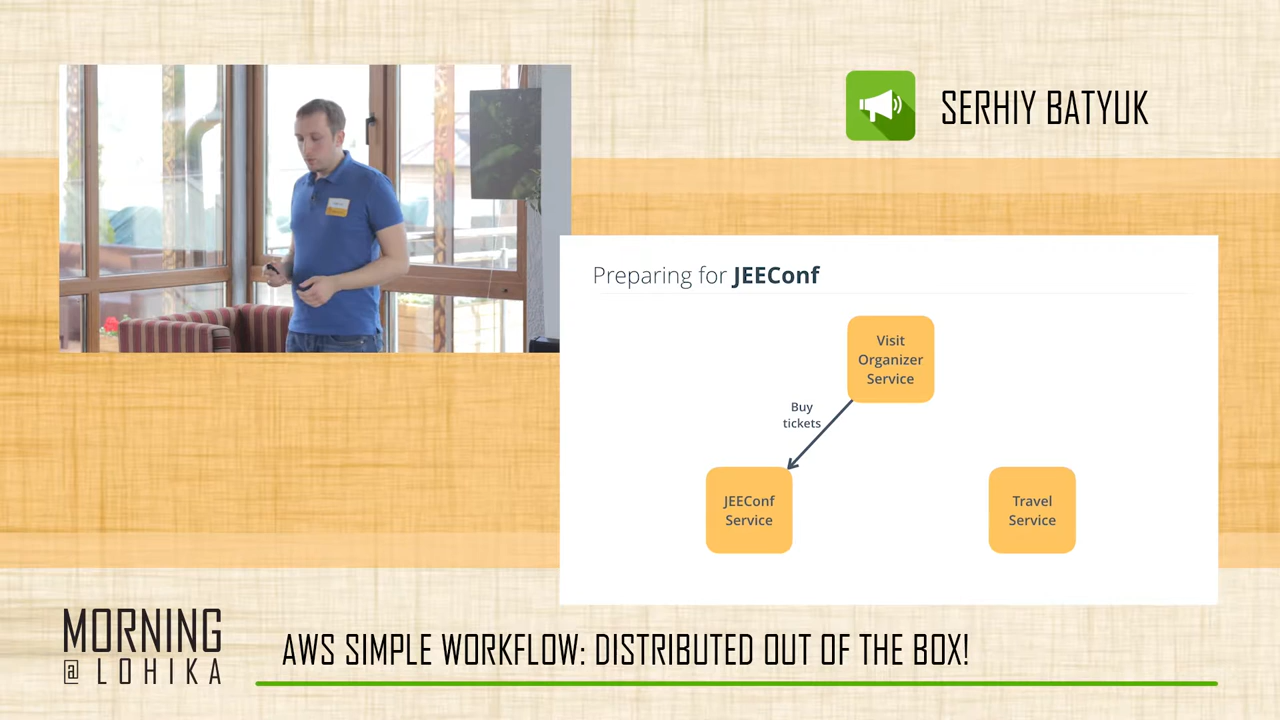 SERHIY BATYUK
Preparing for JEEConf
Visit
Organizer
Service
Buy
tickets
JEEConf
Service
Travel
Service
MORNING
@ LOHIKA
AWS SIMPLE WORKFLOW: DISTRIBUTED OUT OF THE BOX!